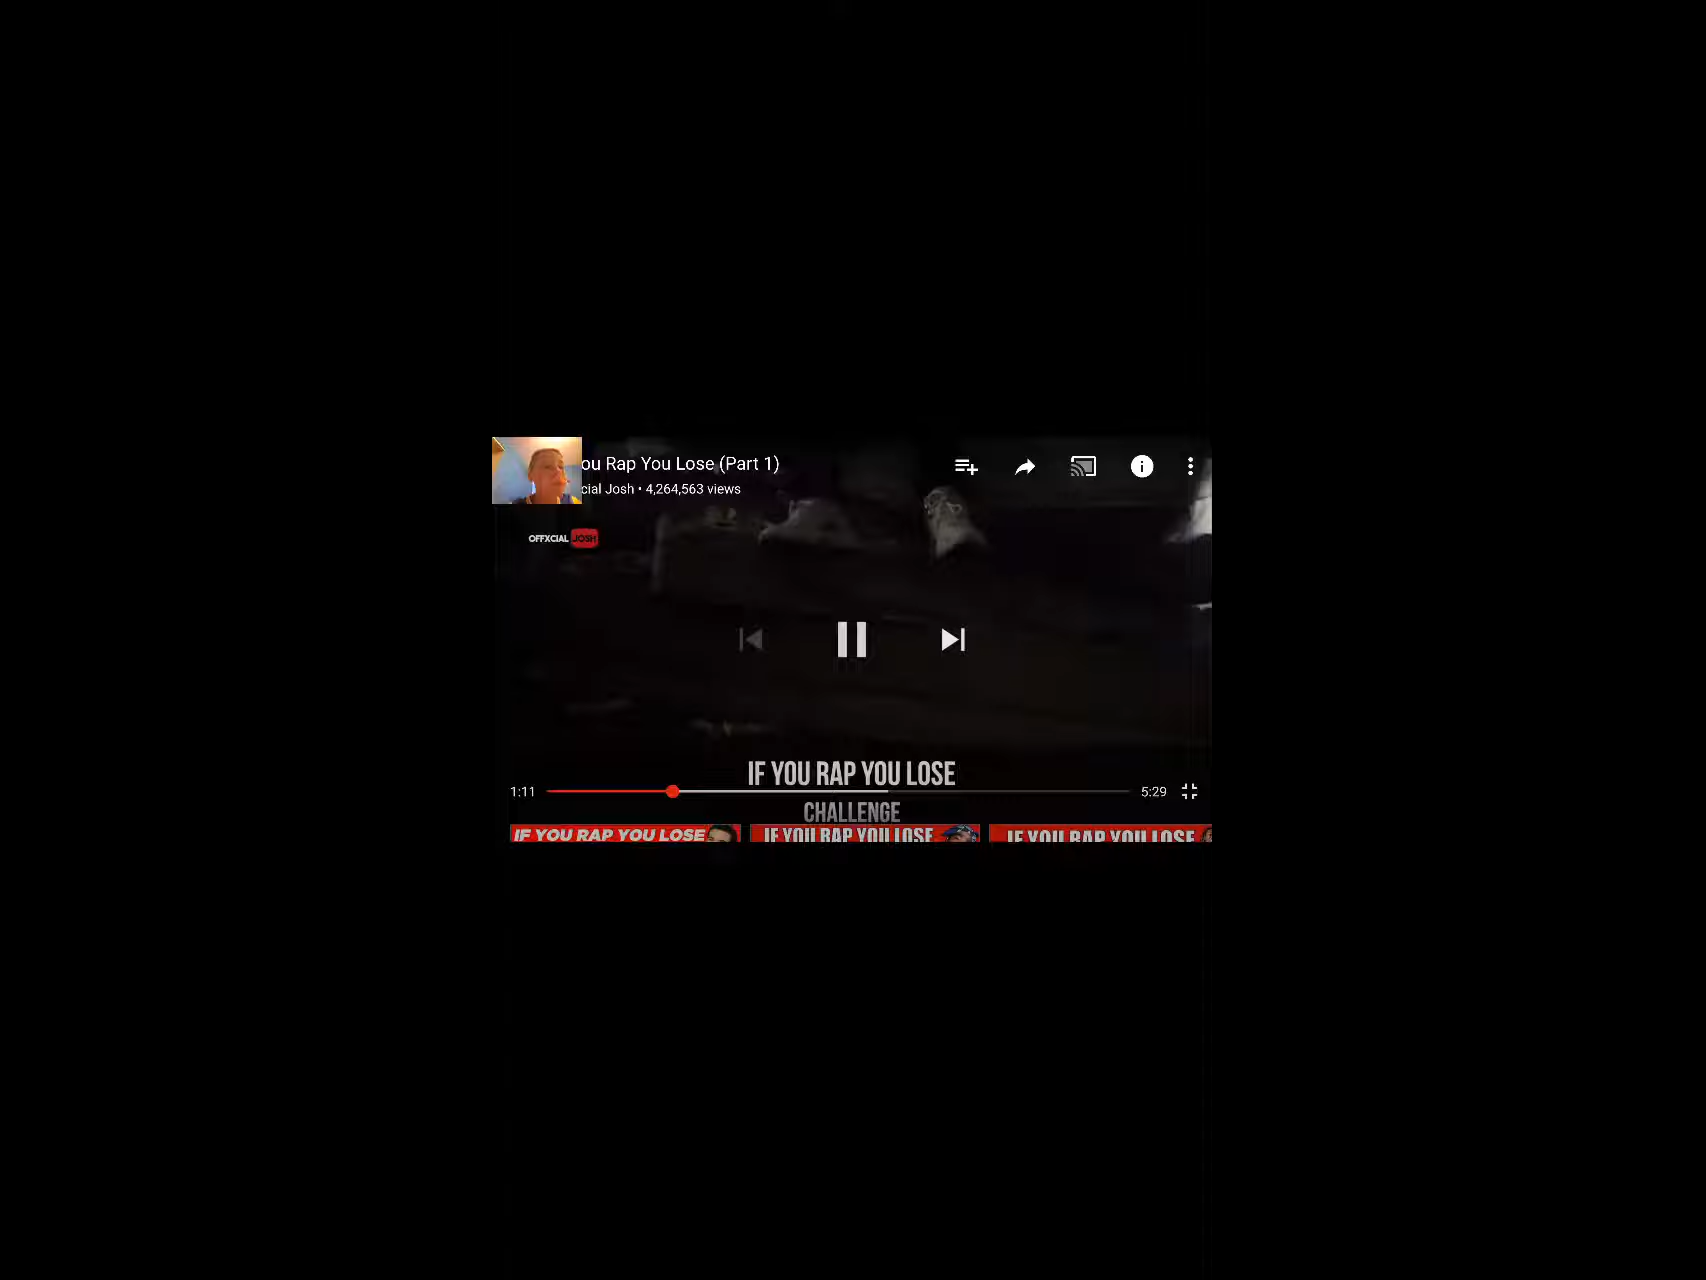 ou Rap You Lose (Part 1)
cial Josh • 4,264,563 views
OFFXCIAL JOSH
IF YOU RAP YOU LOSE
1:11
5:29
CHALLENGE
IF YOU RAP YOU LOSE
IF YOU RAP YOU LOSE
IF YOU RAP YOU LOSE